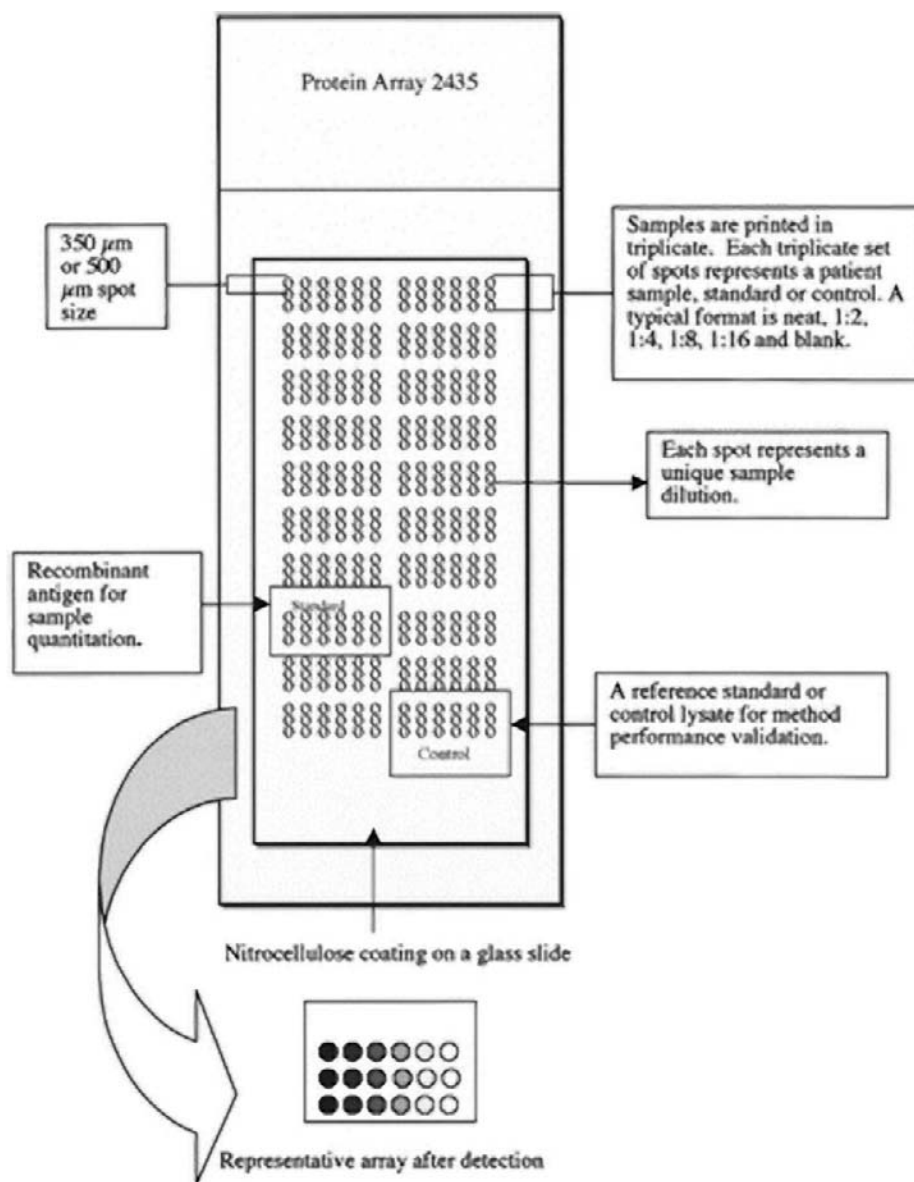 Protein Array 2435
350 µm
or 500
µm spot
size
Samples are printed in
triplicate. Each triplicate set
of spots represents a patient
sample, standard or control. A
typical format is neat, 1:2,
1:4, 1:8, 1:16 and blank.
Each spot represents a
unique sample
dilution.
Recombinant
antigen for
sample
quantitation.
Standard
A reference standard or
control lysate for method
performance validation.
Control
Nitrocellulose coating on a glass slide
Representative array after detection